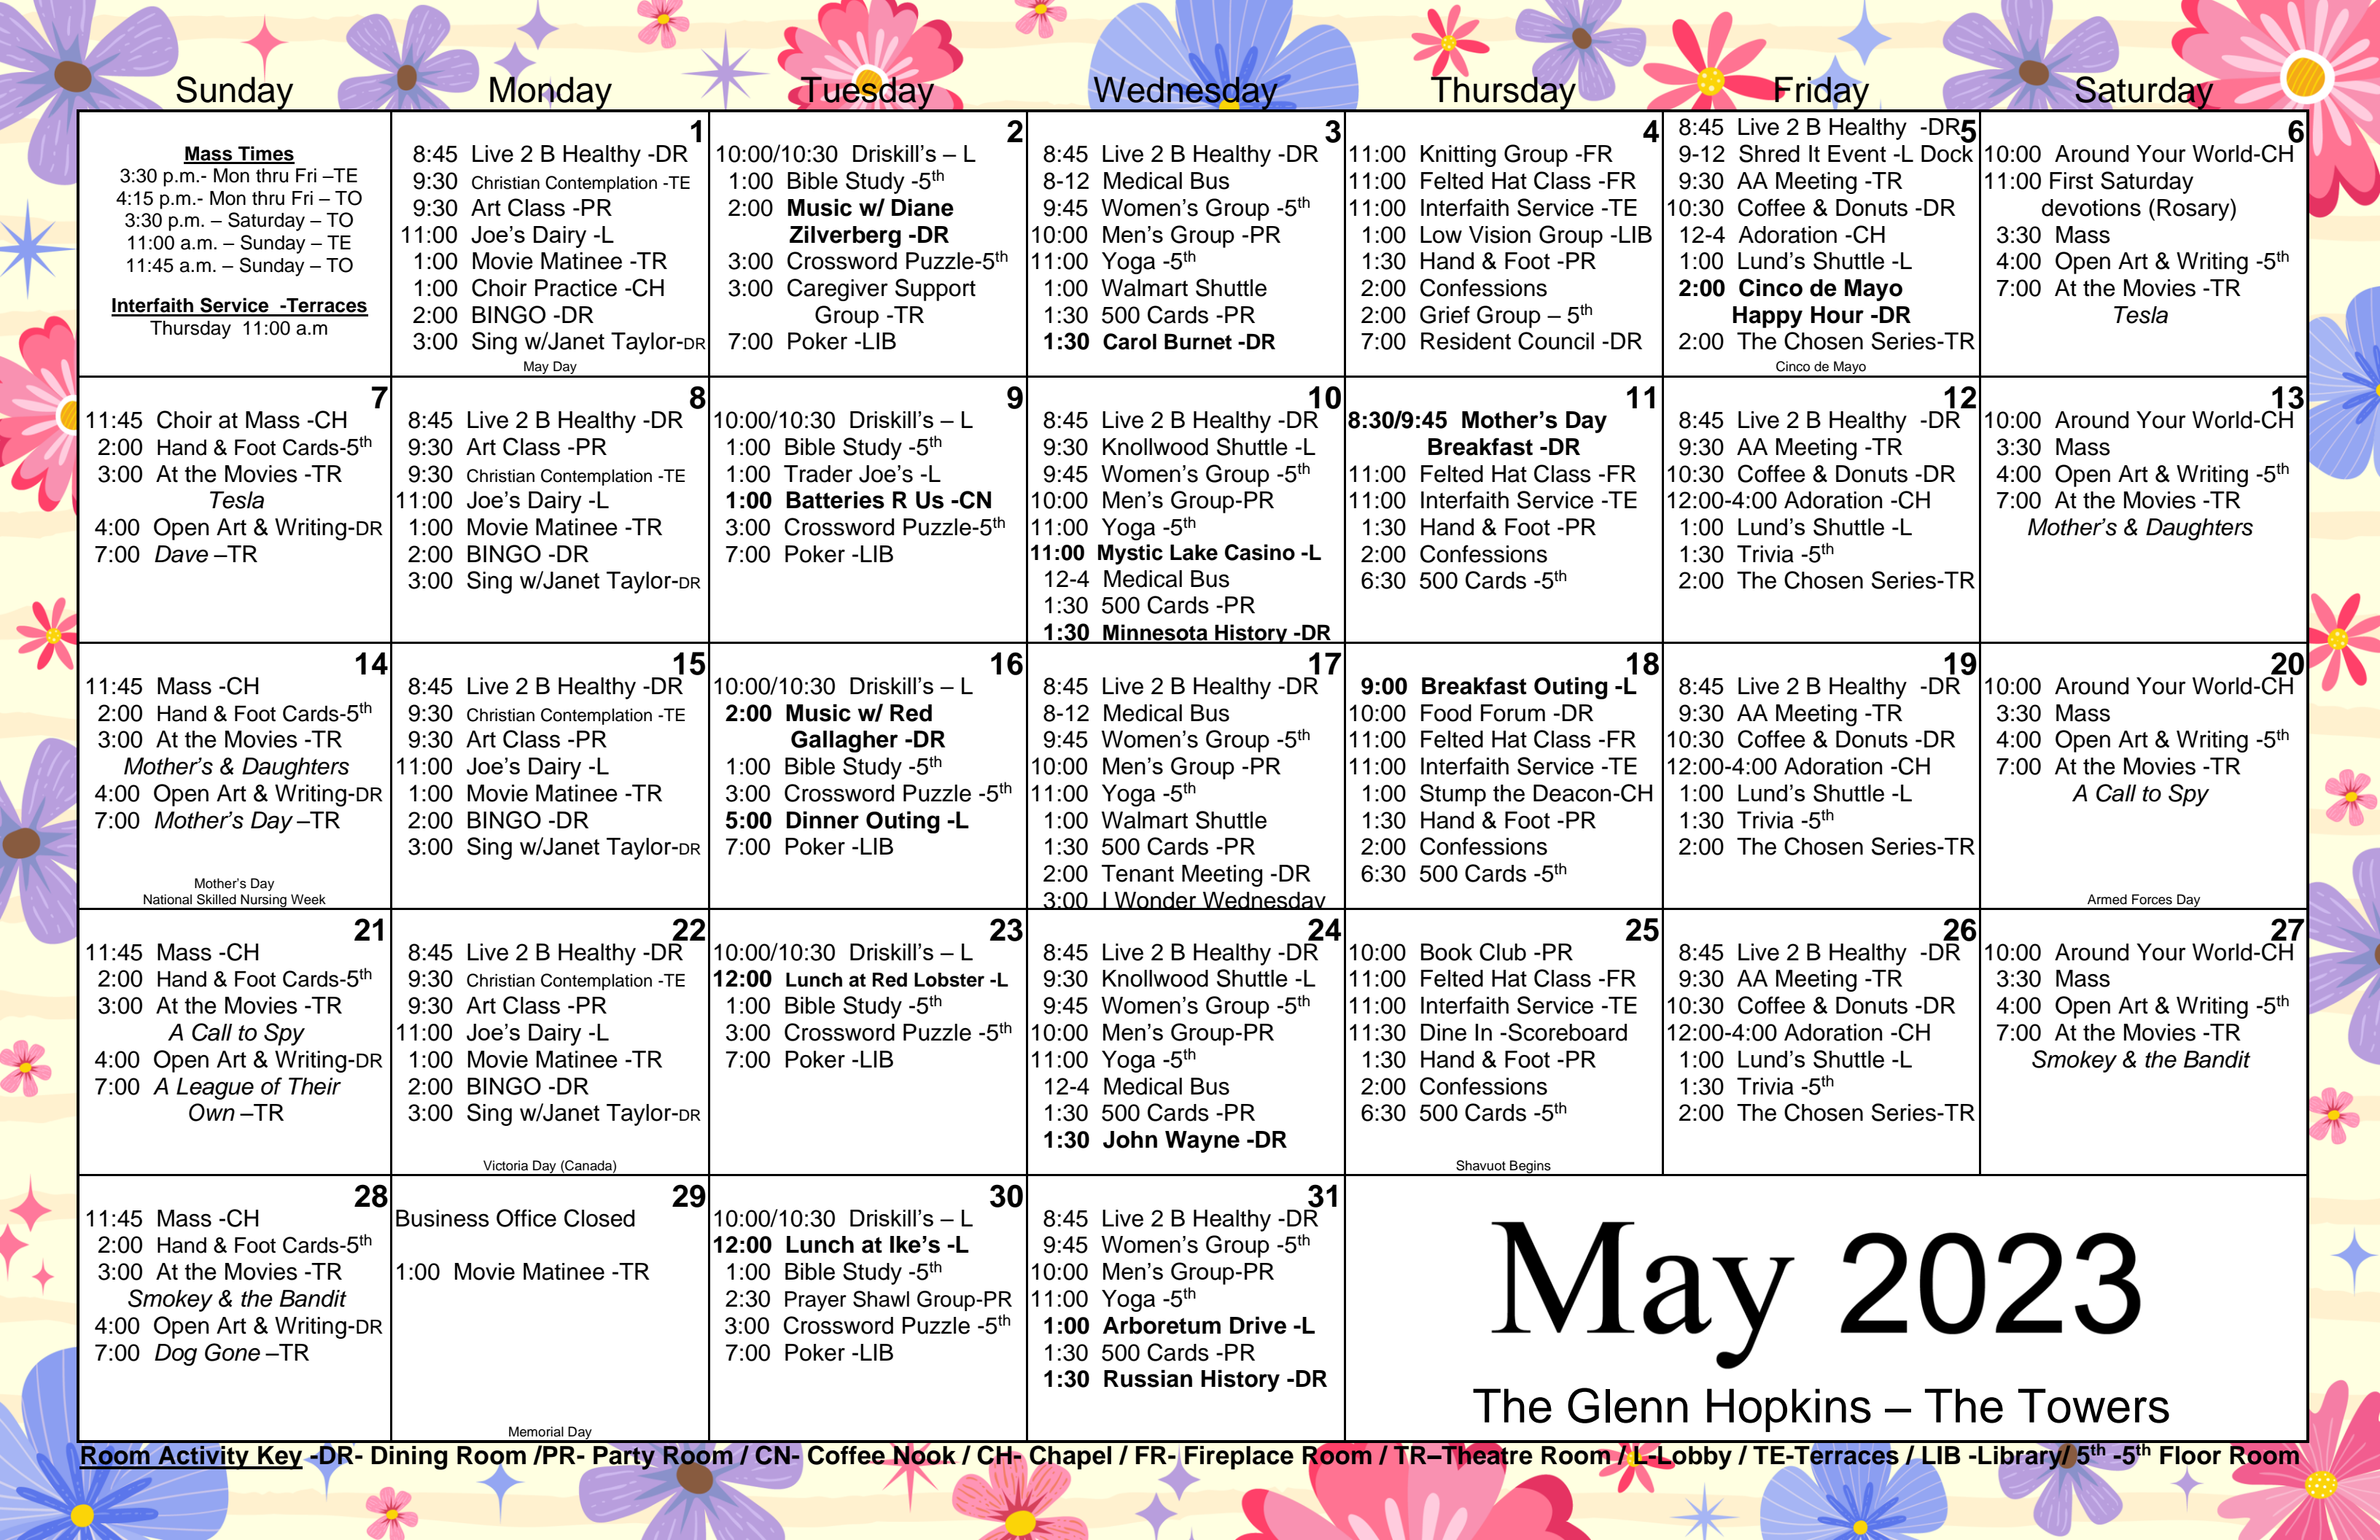 Sunday Monday Tuesday Wednesday Thursday Friday Saturday
Mass Times
3:30 p.m.- Mon thru Fri –TE
4:15 p.m.- Mon thru Fri – TO
3:30 p.m. – Saturday – TO
11:00 a.m. – Sunday – TE
11:45 a.m. – Sunday – TO
Interfaith Service -Terraces
Thursday 11:00 a.m
1
8:45 Live 2 B Healthy -DR
9:30 Christian Contemplation -TE
9:30 Art Class -PR
11:00 Joe's Dairy -L
1:00 Movie Matinee -TR
1:00 Choir Practice -CH
2:00 BINGO -DR
3:00 Sing w/Janet Taylor-DR
May Day
2
10:00/10:30 Driskill's – L
1:00 Bible Study -5th
2:00 Music w/ Diane
Zilverberg -DR
3:00 Crossword Puzzle-5th
3:00 Caregiver Support
Group -TR
7:00 Poker -LIB
3
8:45 Live 2 B Healthy -DR
8-12 Medical Bus
9:45 Women's Group -5th
10:00 Men's Group -PR
11:00 Yoga -5th
1:00 Walmart Shuttle
1:30 500 Cards -PR
1:30 Carol Burnet -DR
4
11:00 Knitting Group -FR
11:00 Felted Hat Class -FR
11:00 Interfaith Service -TE
1:00 Low Vision Group -LIB
1:30 Hand & Foot -PR
2:00 Confessions
2:00 Grief Group – 5th
7:00 Resident Council -DR
5
8:45 Live 2 B Healthy -DR
9-12 Shred It Event -L Dock
9:30 AA Meeting -TR
10:30 Coffee & Donuts -DR
12-4 Adoration -CH
1:00 Lund's Shuttle -L
2:00 Cinco de Mayo
Happy Hour -DR
2:00 The Chosen Series-TR
Cinco de Mayo
6
10:00 Around Your World-CH
11:00 First Saturday
devotions (Rosary)
3:30 Mass
4:00 Open Art & Writing -5th
7:00 At the Movies -TR
Tesla
7
11:45 Choir at Mass -CH
2:00 Hand & Foot Cards-5th
3:00 At the Movies -TR
Tesla
4:00 Open Art & Writing-DR
7:00 Dave –TR
8
8:45 Live 2 B Healthy -DR
9:30 Art Class -PR
9:30 Christian Contemplation -TE
11:00 Joe's Dairy -L
1:00 Movie Matinee -TR
2:00 BINGO -DR
3:00 Sing w/Janet Taylor-DR
9
10:00/10:30 Driskill's – L
1:00 Bible Study -5th
1:00 Trader Joe's -L
1:00 Batteries R Us -CN
3:00 Crossword Puzzle-5th
7:00 Poker -LIB
10
8:45 Live 2 B Healthy -DR
9:30 Knollwood Shuttle -L
9:45 Women's Group -5th
10:00 Men's Group-PR
11:00 Yoga -5th
11:00 Mystic Lake Casino -L
12-4 Medical Bus
1:30 500 Cards -PR
1:30 Minnesota History -DR
11
8:30/9:45 Mother's Day
Breakfast -DR
11:00 Felted Hat Class -FR
11:00 Interfaith Service -TE
1:30 Hand & Foot -PR
2:00 Confessions
6:30 500 Cards -5th
12
8:45 Live 2 B Healthy -DR
9:30 AA Meeting -TR
10:30 Coffee & Donuts -DR
12:00-4:00 Adoration -CH
1:00 Lund's Shuttle -L
1:30 Trivia -5th
2:00 The Chosen Series-TR
13
10:00 Around Your World-CH
3:30 Mass
4:00 Open Art & Writing -5th
7:00 At the Movies -TR
Mother's & Daughters
14
11:45 Mass -CH
2:00 Hand & Foot Cards-5th
3:00 At the Movies -TR
Mother's & Daughters
4:00 Open Art & Writing-DR
7:00 Mother's Day –TR
Mother's Day
National Skilled Nursing Week
15
8:45 Live 2 B Healthy -DR
9:30 Christian Contemplation -TE
9:30 Art Class -PR
11:00 Joe's Dairy -L
1:00 Movie Matinee -TR
2:00 BINGO -DR
3:00 Sing w/Janet Taylor-DR
16
10:00/10:30 Driskill's – L
2:00 Music w/ Red
Gallagher -DR
1:00 Bible Study -5th
3:00 Crossword Puzzle -5th
5:00 Dinner Outing -L
7:00 Poker -LIB
17
8:45 Live 2 B Healthy -DR
8-12 Medical Bus
9:45 Women's Group -5th
10:00 Men's Group -PR
11:00 Yoga -5th
1:00 Walmart Shuttle
1:30 500 Cards -PR
2:00 Tenant Meeting -DR
3:00 I Wonder Wednesday
18
9:00 Breakfast Outing -L
10:00 Food Forum -DR
11:00 Felted Hat Class -FR
11:00 Interfaith Service -TE
1:00 Stump the Deacon-CH
1:30 Hand & Foot -PR
2:00 Confessions
6:30 500 Cards -5th
19
8:45 Live 2 B Healthy -DR
9:30 AA Meeting -TR
10:30 Coffee & Donuts -DR
12:00-4:00 Adoration -CH
1:00 Lund's Shuttle -L
1:30 Trivia -5th
2:00 The Chosen Series-TR
20
10:00 Around Your World-CH
3:30 Mass
4:00 Open Art & Writing -5th
7:00 At the Movies -TR
A Call to Spy
Armed Forces Day
21
11:45 Mass -CH
2:00 Hand & Foot Cards-5th
3:00 At the Movies -TR
A Call to Spy
4:00 Open Art & Writing-DR
7:00 A League of Their
Own –TR
22
8:45 Live 2 B Healthy -DR
9:30 Christian Contemplation -TE
9:30 Art Class -PR
11:00 Joe's Dairy -L
1:00 Movie Matinee -TR
2:00 BINGO -DR
3:00 Sing w/Janet Taylor-DR
Victoria Day (Canada)
23
10:00/10:30 Driskill's – L
12:00 Lunch at Red Lobster -L
1:00 Bible Study -5th
3:00 Crossword Puzzle -5th
7:00 Poker -LIB
24
8:45 Live 2 B Healthy -DR
9:30 Knollwood Shuttle -L
9:45 Women's Group -5th
10:00 Men's Group-PR
11:00 Yoga -5th
12-4 Medical Bus
1:30 500 Cards -PR
1:30 John Wayne -DR
25
10:00 Book Club -PR
11:00 Felted Hat Class -FR
11:00 Interfaith Service -TE
11:30 Dine In -Scoreboard
1:30 Hand & Foot -PR
2:00 Confessions
6:30 500 Cards -5th
Shavuot Begins
26
8:45 Live 2 B Healthy -DR
9:30 AA Meeting -TR
10:30 Coffee & Donuts -DR
12:00-4:00 Adoration -CH
1:00 Lund's Shuttle -L
1:30 Trivia -5th
2:00 The Chosen Series-TR
27
10:00 Around Your World-CH
3:30 Mass
4:00 Open Art & Writing -5th
7:00 At the Movies -TR
Smokey & the Bandit
28
11:45 Mass -CH
2:00 Hand & Foot Cards-5th
3:00 At the Movies -TR
Smokey & the Bandit
4:00 Open Art & Writing-DR
7:00 Dog Gone –TR
29
Business Office Closed
1:00 Movie Matinee -TR
Memorial Day
30
10:00/10:30 Driskill's – L
12:00 Lunch at Ike's -L
1:00 Bible Study -5th
2:30 Prayer Shawl Group-PR
3:00 Crossword Puzzle -5th
7:00 Poker -LIB
31
8:45 Live 2 B Healthy -DR
9:45 Women's Group -5th
10:00 Men's Group-PR
11:00 Yoga -5th
1:00 Arboretum Drive -L
1:30 500 Cards -PR
1:30 Russian History -DR
May 2023
The Glenn Hopkins – The Towers
Room Activity Key -DR- Dining Room /PR- Party Room / CN- Coffee Nook / CH- Chapel / FR- Fireplace Room / TR–Theatre Room / L-Lobby / TE-Terraces / LIB -Library/ 5th -5th Floor Room